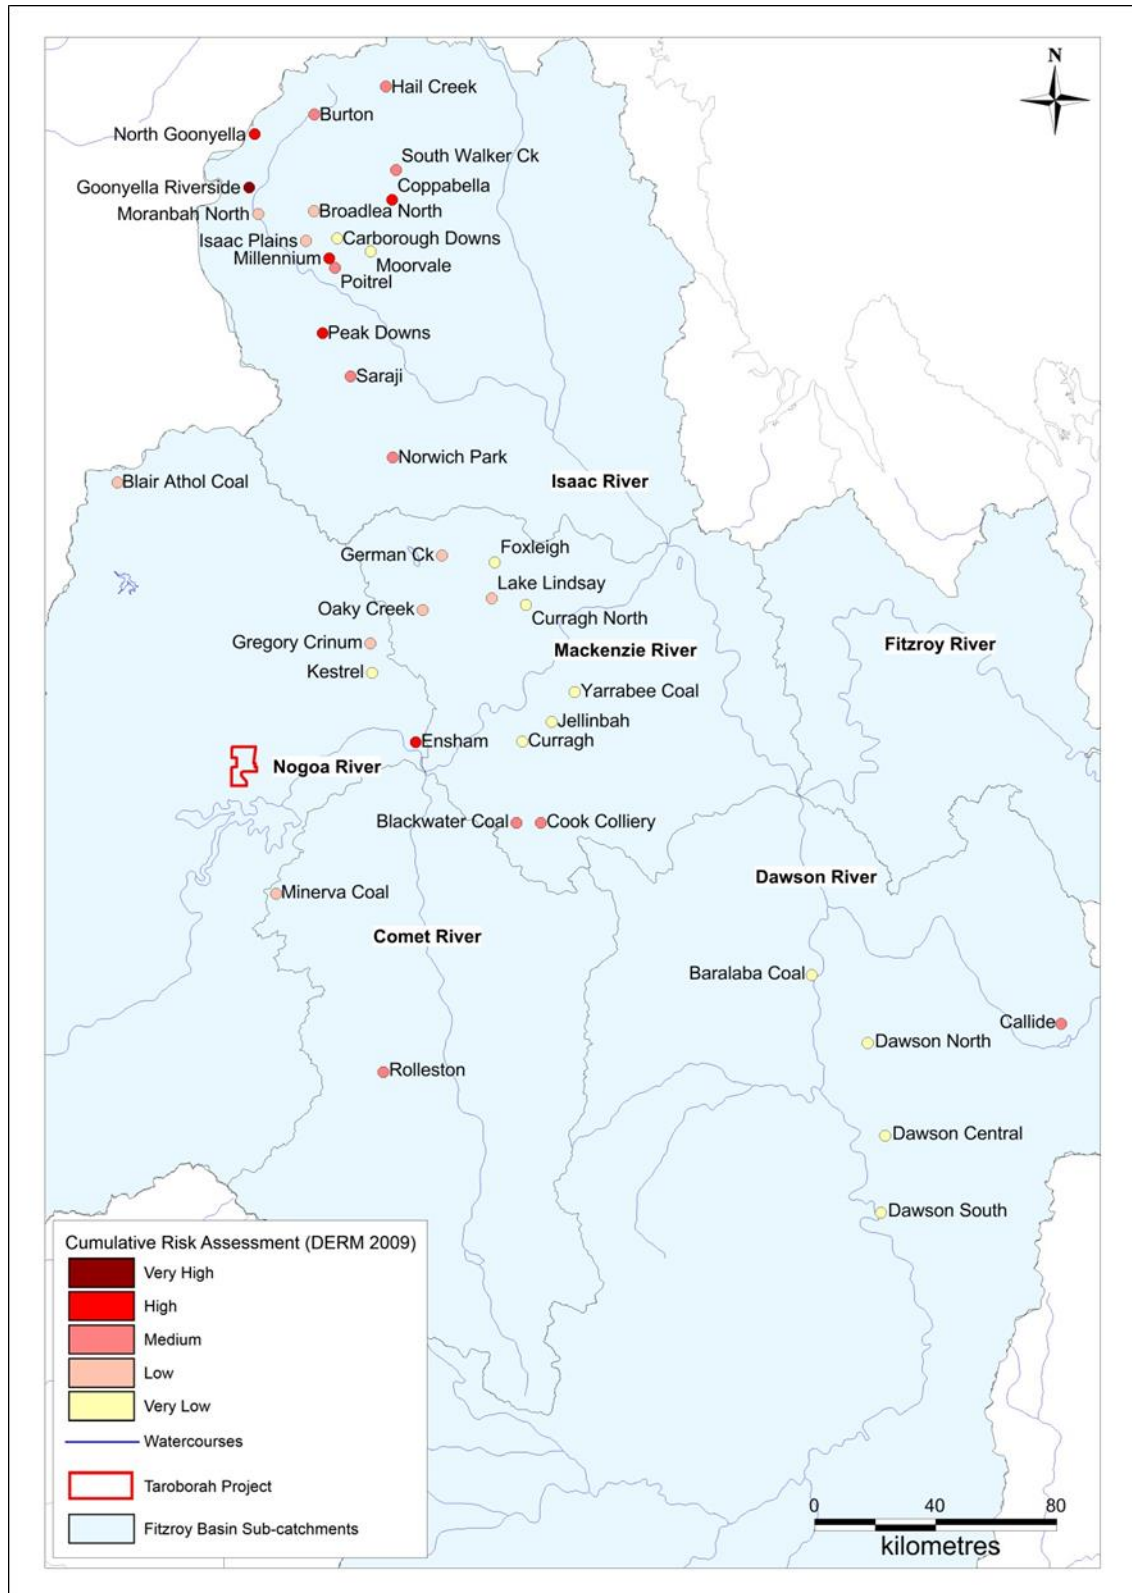 N
Hail Creek
Burton
North Goonyella
South Walker Ck
Goonyella Riverside
Coppabella
Moranbah North
Broadlea North
Isaac Plains
Carborough Downs
Millennium
Moorvale
Poitrel
Peak Downs
Saraji
Norwich Park
Blair Athol Coal
Isaac River
German Ck
Foxleigh
Lake Lindsay
Oaky Creek
Curragh North
Gregory Crinum
Mackenzie River
Fitzroy River
Kestrel
Yarrabee Coal
Jellinbah
Ensham
Curragh
Nogoa River
Blackwater Coal
Cook Colliery
Dawson River
Minerva Coal
Comet River
Baralaba Coal
Callide
Dawson North
Rolleston
Dawson Central
Dawson South
Cumulative Risk Assessment (DERM 2009)
Very High
High
Medium
Low
Very Low
Watercourses
Taroborah Project
Fitzroy Basin Sub-catchments
0 40 80
kilometres